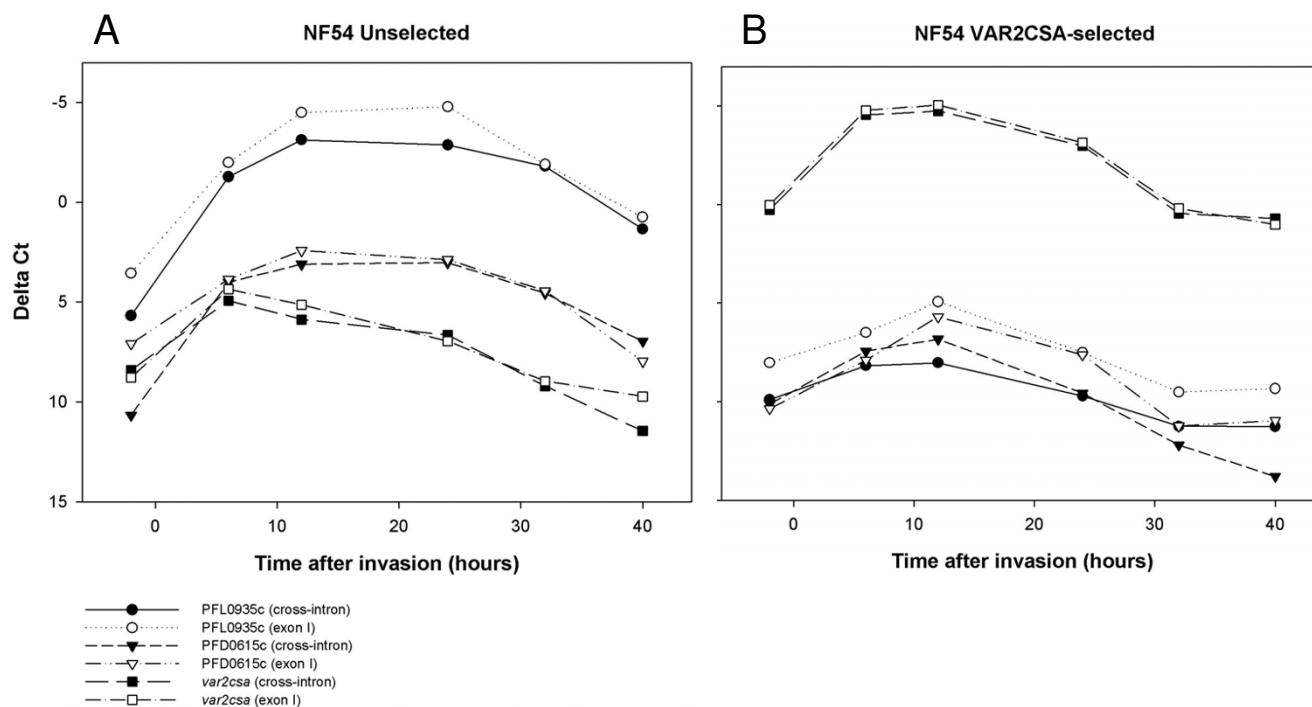 A
NF54 Unselected
B
NF54 VAR2CSA-selected
Delta Ct
-5
0
5
10
15
0 10 20 30 40
0 10 20 30 40
Time after invasion (hours)
Time after invasion (hours)
PFL0935c (cross-intron)
PFL0935c (exon I)
PFD0615c (cross-intron)
PFD0615c (exon I)
var2csa (cross-intron)
var2csa (exon I)